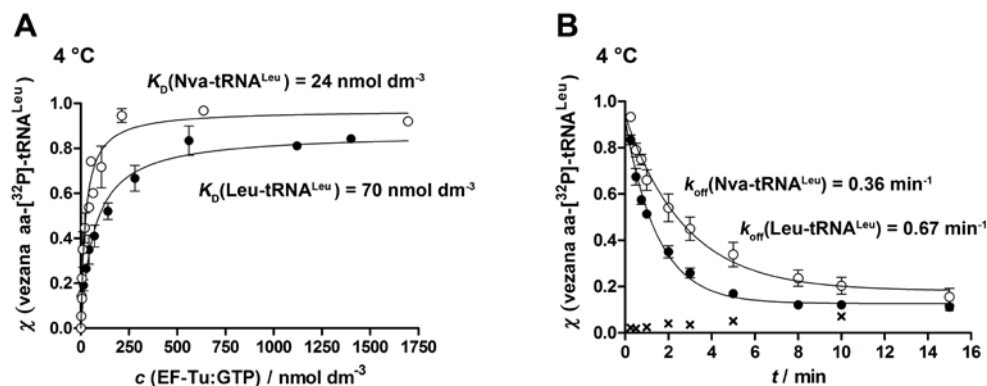 A
4 °C
K_D(Nva-tRNA^Leu) = 24 nmol dm⁻³
K_D(Leu-tRNA^Leu) = 70 nmol dm⁻³
χ (vezana aa-[³²P]-tRNA^Leu)
1.0
0.8
0.6
0.4
0.2
0.0
0 250 500 750 1000 1250 1500 1750
c (EF-Tu:GTP) / nmol dm⁻³
B
4 °C
k_off(Nva-tRNA^Leu) = 0.36 min⁻¹
k_off(Leu-tRNA^Leu) = 0.67 min⁻¹
χ (vezana aa-[³²P]-tRNA^Leu)
1.0
0.8
0.6
0.4
0.2
0.0
0 2 4 6 8 10 12 14 16
t / min